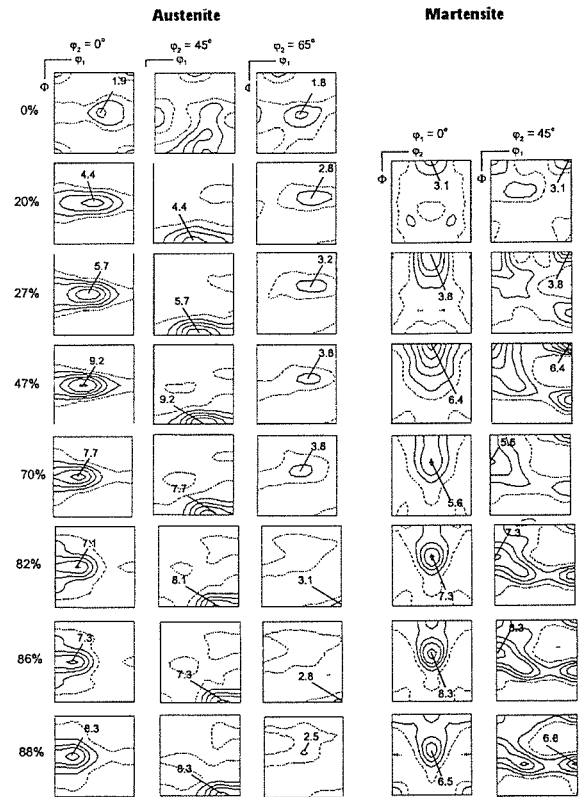 Austenite Martensite
φ₂ = 0° φ₂ = 45° φ₂ = 65°
φ₁ φ₁ φ₁
Φ Φ
0% 1.9 1.8
φ₁ = 0° φ₂ = 45°
Φ φ₁
20% 4.4 4.4 2.8 3.1 3.1
27% 5.7 5.7 3.2 3.8 3.8
47% 9.2 9.2 3.8 6.4 6.4
70% 7.7 7.7 3.8 5.6 5.6
82% 7.1 8.1 3.1 7.3 7.3
86% 7.3 7.3 2.8 8.3 8.3
88% 8.3 8.3 2.5 6.5 6.6